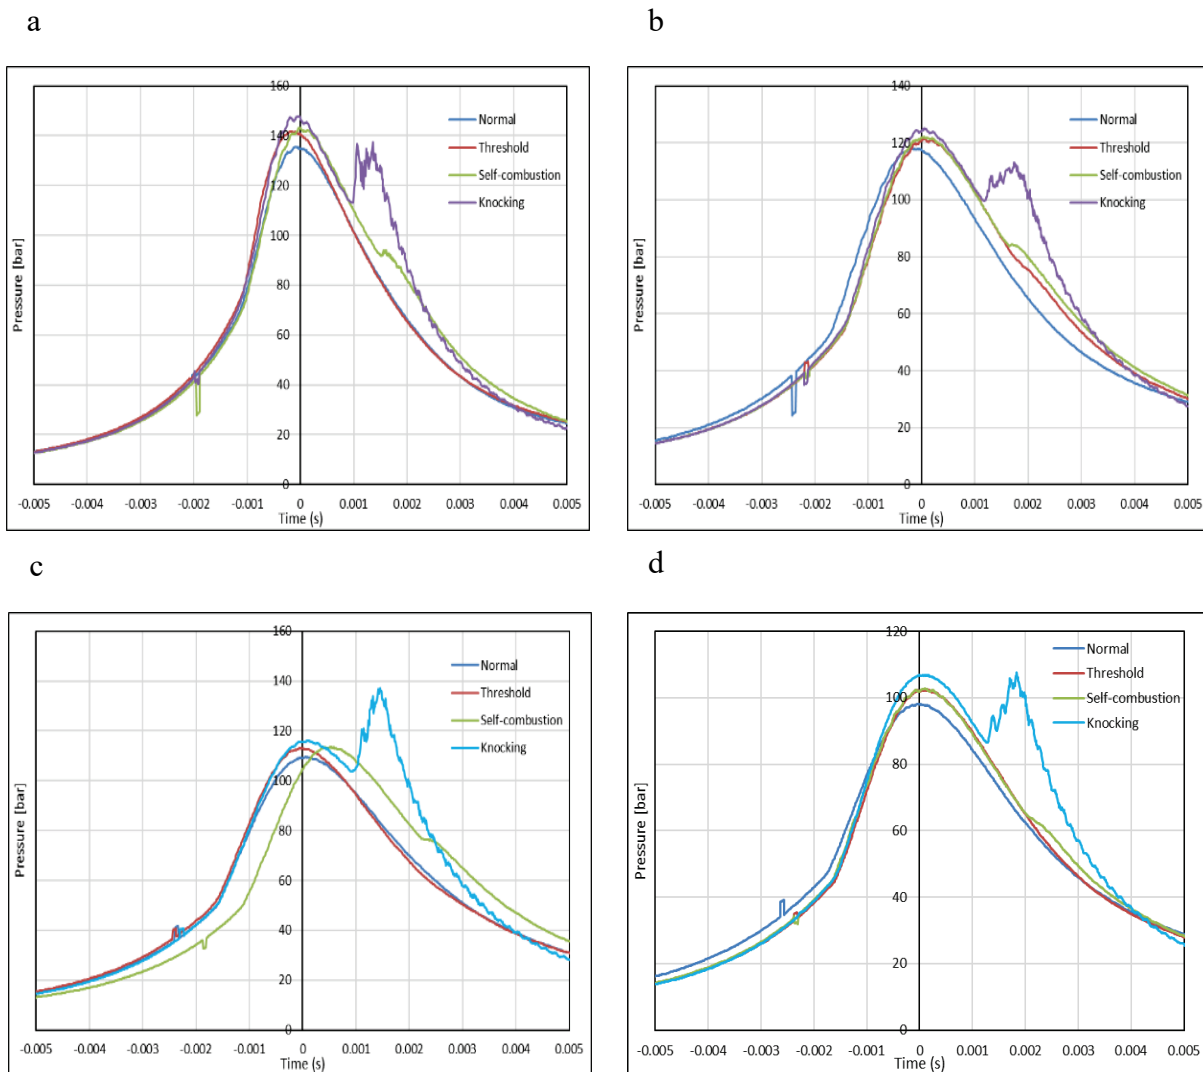 a
b
160
140
120
100
80
60
40
20
0
-0.005 -0.004 -0.003 -0.002 -0.001 0 0.001 0.002 0.003 0.004 0.005
Pressure [bar]
Time (s)
Normal
Threshold
Self-combustion
Knocking
140
120
100
80
60
40
20
0
-0.005 -0.004 -0.003 -0.002 -0.001 0 0.001 0.002 0.003 0.004 0.005
Pressure [bar]
Time (s)
Normal
Threshold
Self-combustion
Knocking
c
d
160
140
120
100
80
60
40
20
0
-0.005 -0.004 -0.003 -0.002 -0.001 0 0.001 0.002 0.003 0.004 0.005
Pressure [bar]
Time (s)
Normal
Threshold
Self-combustion
Knocking
120
100
80
60
40
20
0
-0.005 -0.004 -0.003 -0.002 -0.001 0 0.001 0.002 0.003 0.004 0.005
Pressure [bar]
Time (s)
Normal
Threshold
Self-combustion
Knocking